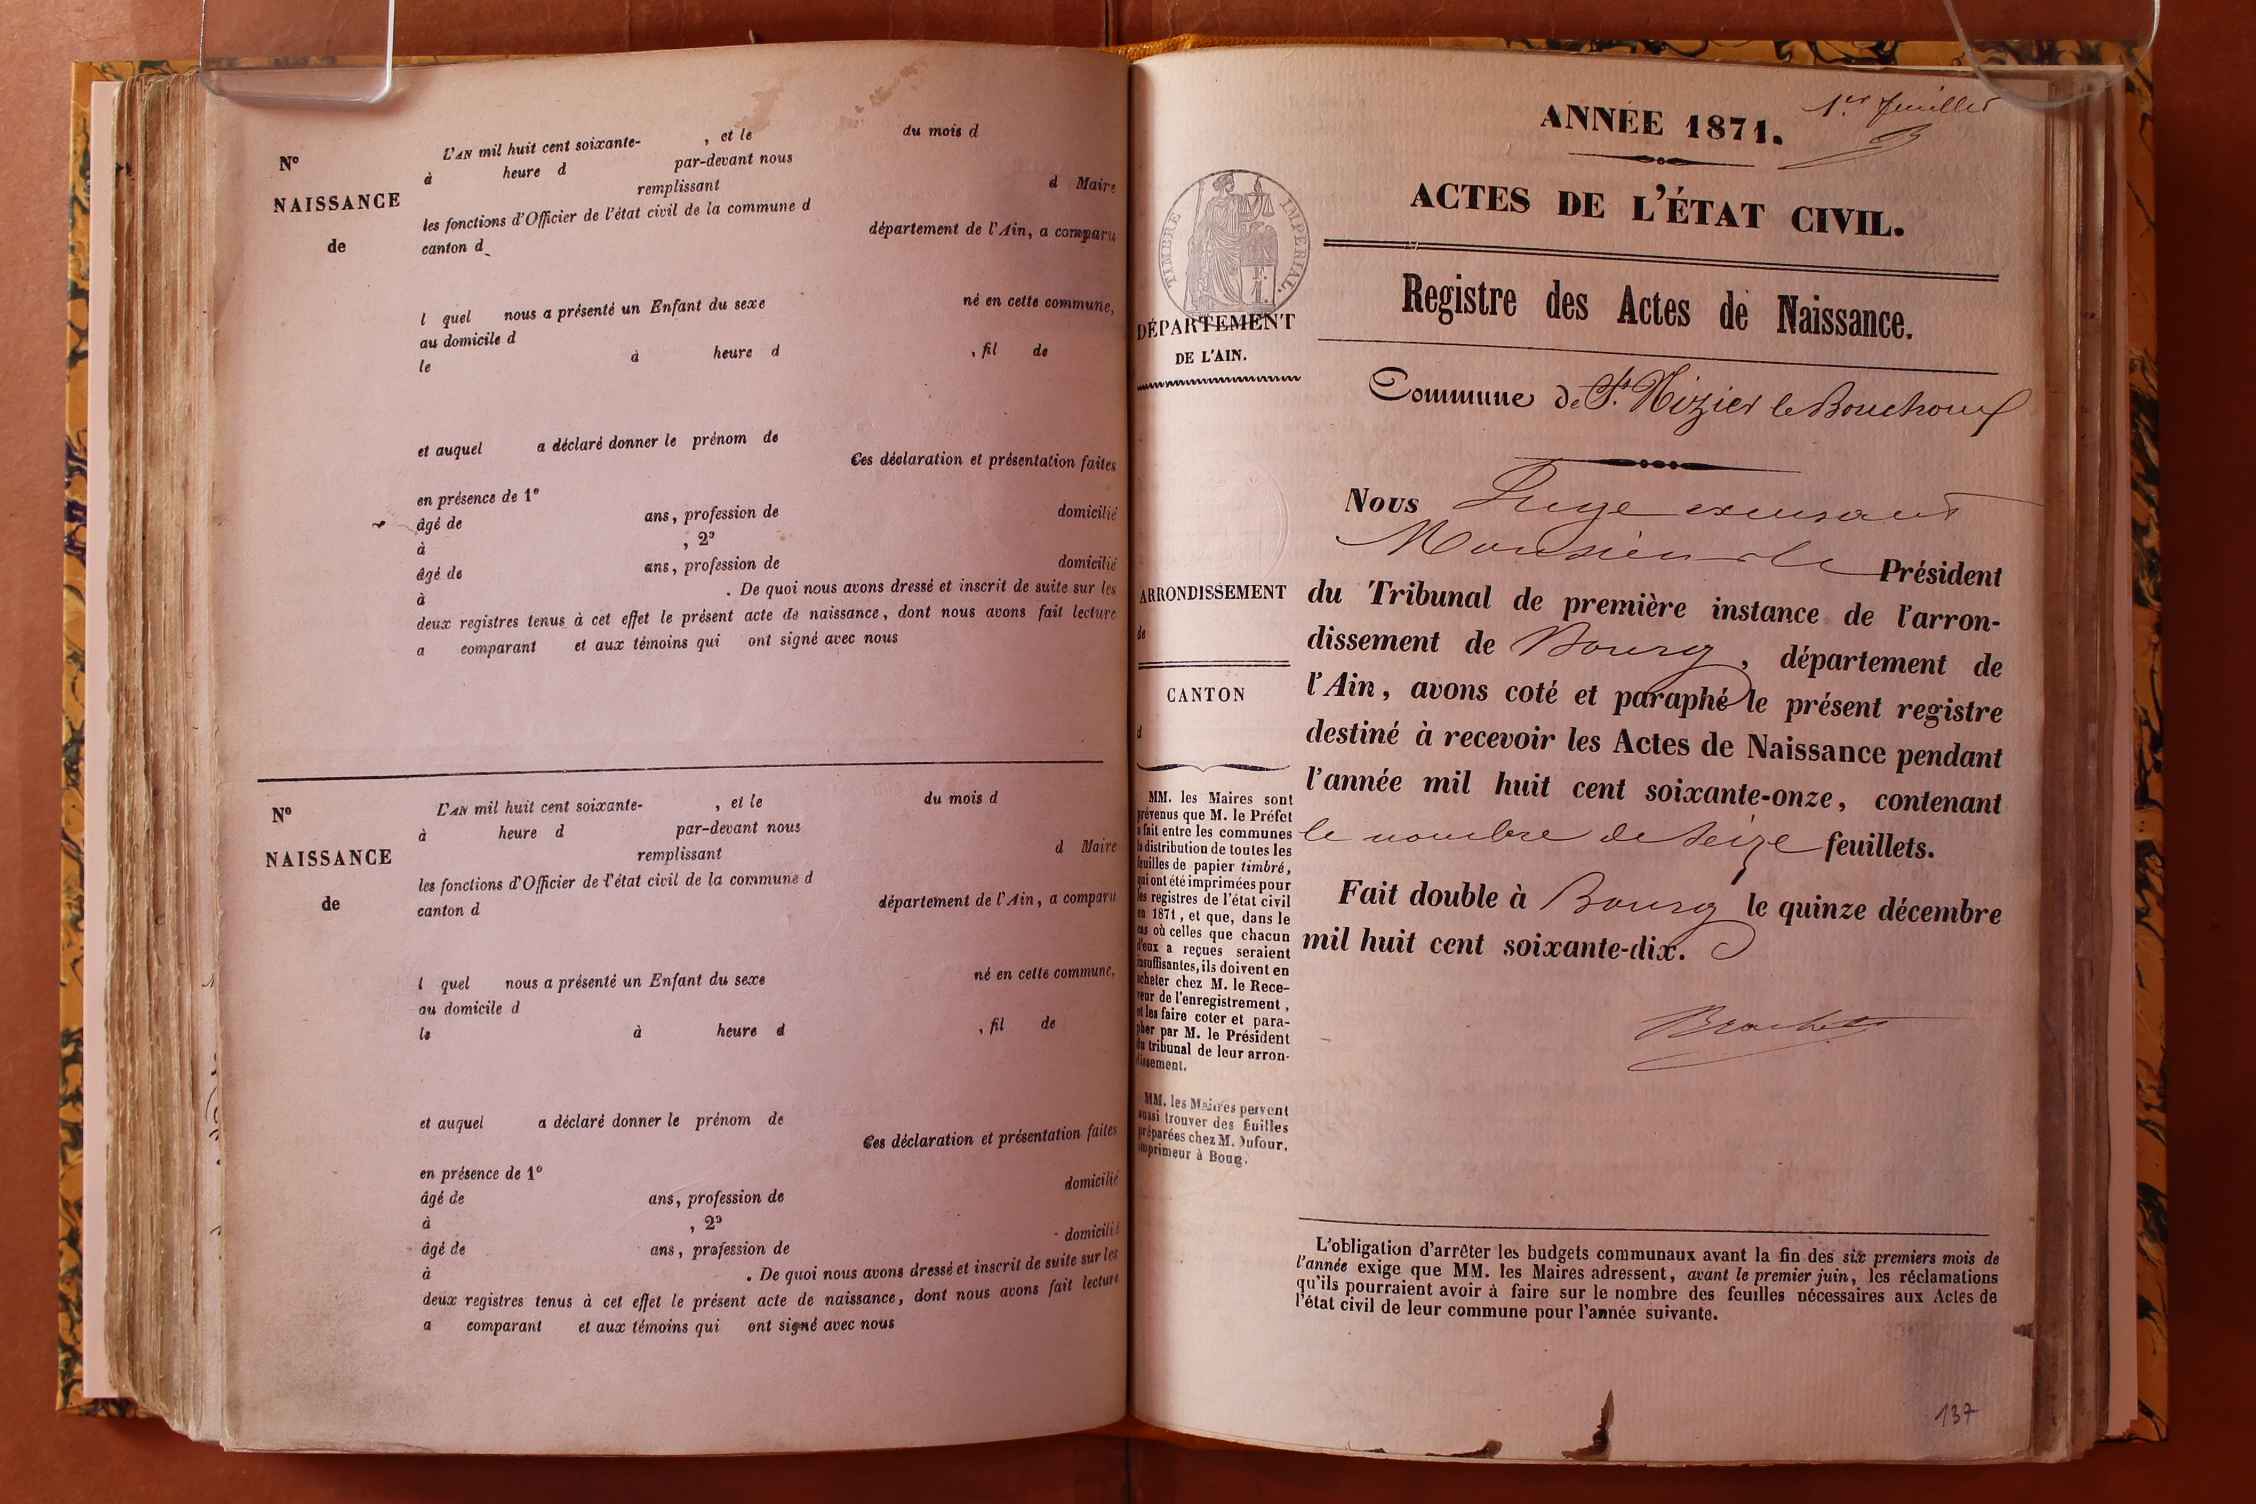 N°
NAISSANCE
de
L'AN mil huit cent soixante- , et le du mois d
à heure d par-devant nous
remplissant d Maire
les fonctions d'Officier de l'état civil de la commune d
canton d département de l'Ain, a comparu
l quel nous a présenté un Enfant du sexe né en cette commune,
au domicile d
le à heure d , fil de
et auquel a déclaré donner le prénom de
Ces déclaration et présentation faites
en présence de 1°
âgé de ans, profession de domicilié
à , 2°
âgé de ans, profession de domicilié
à . De quoi nous avons dressé et inscrit de suite sur les
deux registres tenus à cet effet le présent acte de naissance, dont nous avons fait lecture
a comparant et aux témoins qui ont signé avec nous
N°
NAISSANCE
de
L'AN mil huit cent soixante- , et le du mois d
à heure d par-devant nous
remplissant d Maire
les fonctions d'Officier de l'état civil de la commune d
canton d département de l'Ain, a comparu
l quel nous a présenté un Enfant du sexe né en cette commune,
au domicile d
le à heure d , fil de
et auquel a déclaré donner le prénom de
Ces déclaration et présentation faites
en présence de 1°
âgé de ans, profession de domicilié
à , 2°
âgé de ans, profession de domicilié
à . De quoi nous avons dressé et inscrit de suite sur les
deux registres tenus à cet effet le présent acte de naissance, dont nous avons fait lecture
a comparant et aux témoins qui ont signé avec nous
1er feuillet
ANNÉE 1871.
ACTES DE L'ÉTAT CIVIL.
Registre des Actes de Naissance.
Commune de St. Nizier le Bouchoux
TIMBRE IMPERIAL.
DÉPARTEMENT
DE L'AIN.
ARRONDISSEMENT
de
CANTON
d
MM. les Maires sont
prévenus que M. le Préfet
a fait entre les communes
la distribution de toutes les
feuilles de papier timbré,
qui ont été imprimées pour
les registres de l'état civil
en 1871, et que, dans le
cas où celles que chacun
d'eux a reçues seraient
insuffisantes, ils doivent en
acheter chez M. le Rece-
veur de l'enregistrement,
et les faire coter et para-
pher par M. le Président
du tribunal de leur arron-
dissement.
MM. les Maires peuvent
aussi trouver des feuilles
préparées chez M. Dufour,
imprimeur à Boug.
Nous Juge exerçant
Monsieur le Président
du Tribunal de première instance de l'arron-
dissement de Bourg, département de
l'Ain, avons coté et paraphé le présent registre
destiné à recevoir les Actes de Naissance pendant
l'année mil huit cent soixante-onze, contenant
le nombre de seize feuillets.
Fait double à Bourg le quinze décembre
mil huit cent soixante-dix.
L'obligation d'arrêter les budgets communaux avant la fin des six premiers mois de
l'année exige que MM. les Maires adressent, avant le premier juin, les réclamations
qu'ils pourraient avoir à faire sur le nombre des feuilles nécessaires aux Actes de
l'état civil de leur commune pour l'année suivante.
137